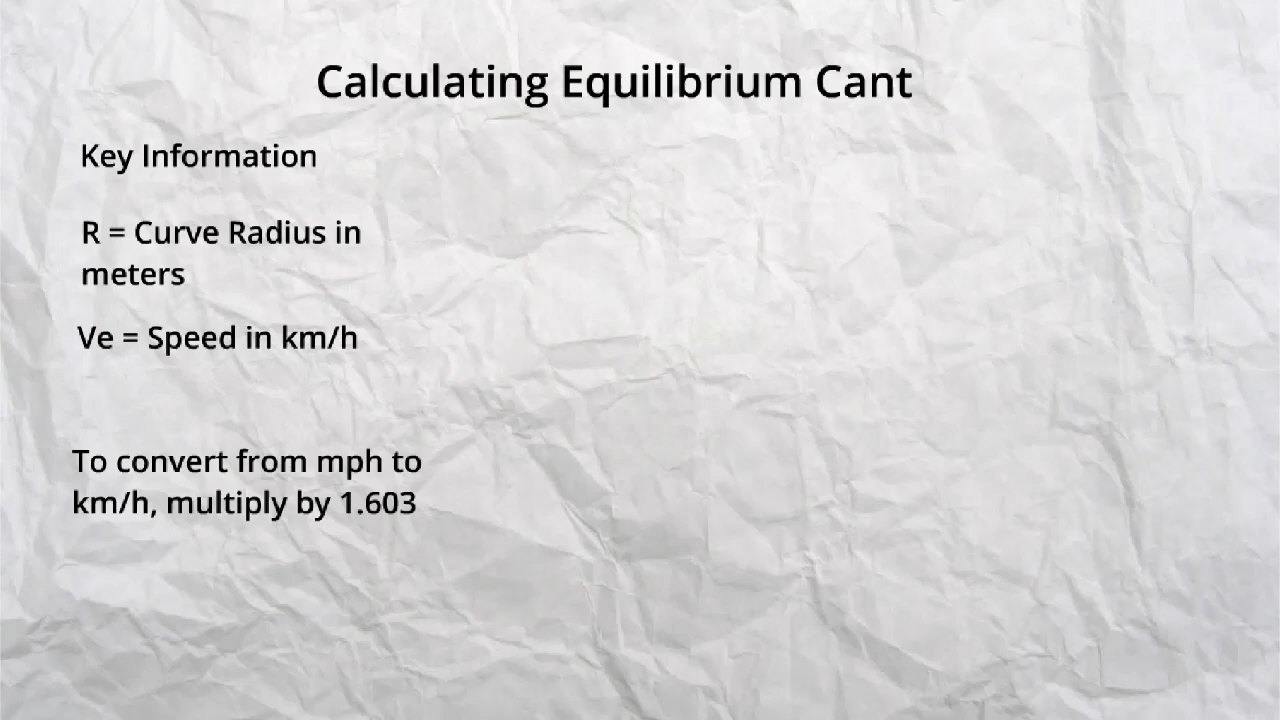 Calculating Equilibrium Cant
Key Information
R = Curve Radius in
meters
Ve = Speed in km/h
To convert from mph to
km/h, multiply by 1.603